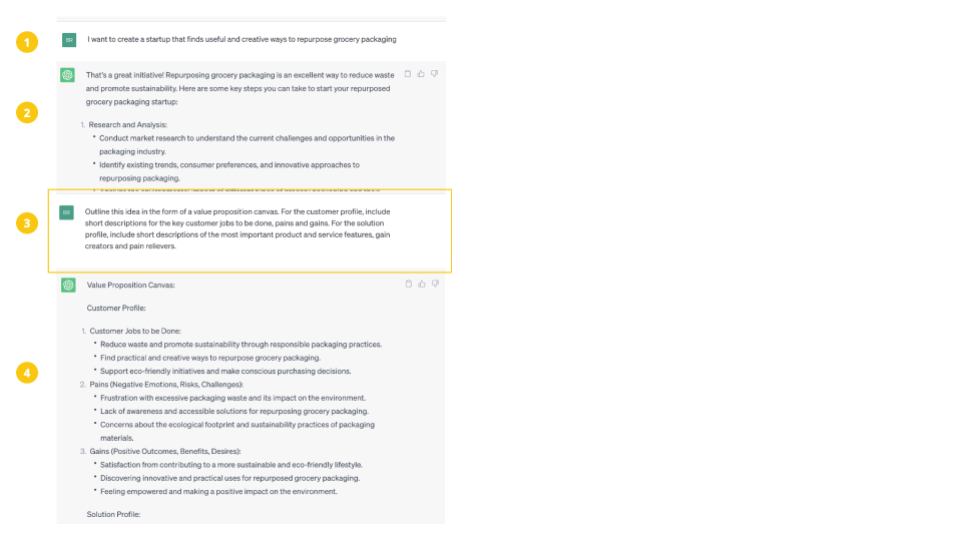 1
I want to create a startup that finds useful and creative ways to repurpose grocery packaging
That's a great initiative! Repurposing grocery packaging is an excellent way to reduce waste
and promote sustainability. Here are some key steps you can take to start your repurposed
grocery packaging startup:
2
1. Research and Analysis:
• Conduct market research to understand the current challenges and opportunities in the
packaging industry.
• Identify existing trends, consumer preferences, and innovative approaches to
repurposing packaging.
3
Outline this idea in the form of a value proposition canvas. For the customer profile, include
short descriptions for the key customer jobs to be done, pains and gains. For the solution
profile, include short descriptions of the most important product and service features, gain
creators and pain relievers.
Value Proposition Canvas:
Customer Profile:
1. Customer Jobs to be Done:
• Reduce waste and promote sustainability through responsible packaging practices.
• Find practical and creative ways to repurpose grocery packaging.
• Support eco-friendly initiatives and make conscious purchasing decisions.
4
2. Pains (Negative Emotions, Risks, Challenges):
• Frustration with excessive packaging waste and its impact on the environment.
• Lack of awareness and accessible solutions for repurposing grocery packaging.
• Concerns about the ecological footprint and sustainability practices of packaging
materials.
3. Gains (Positive Outcomes, Benefits, Desires):
• Satisfaction from contributing to a more sustainable and eco-friendly lifestyle.
• Discovering innovative and practical uses for repurposed grocery packaging.
• Feeling empowered and making a positive impact on the environment.
Solution Profile: